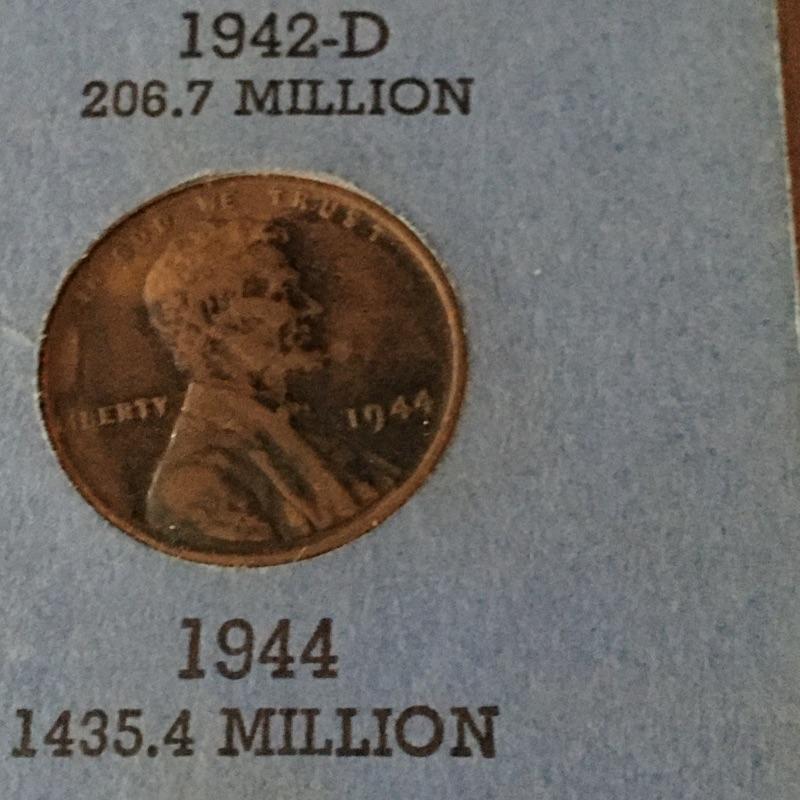 1942-D
206.7 MILLION
IN GOD WE TRUST
LIBERTY
1944
1944
1435.4 MILLION